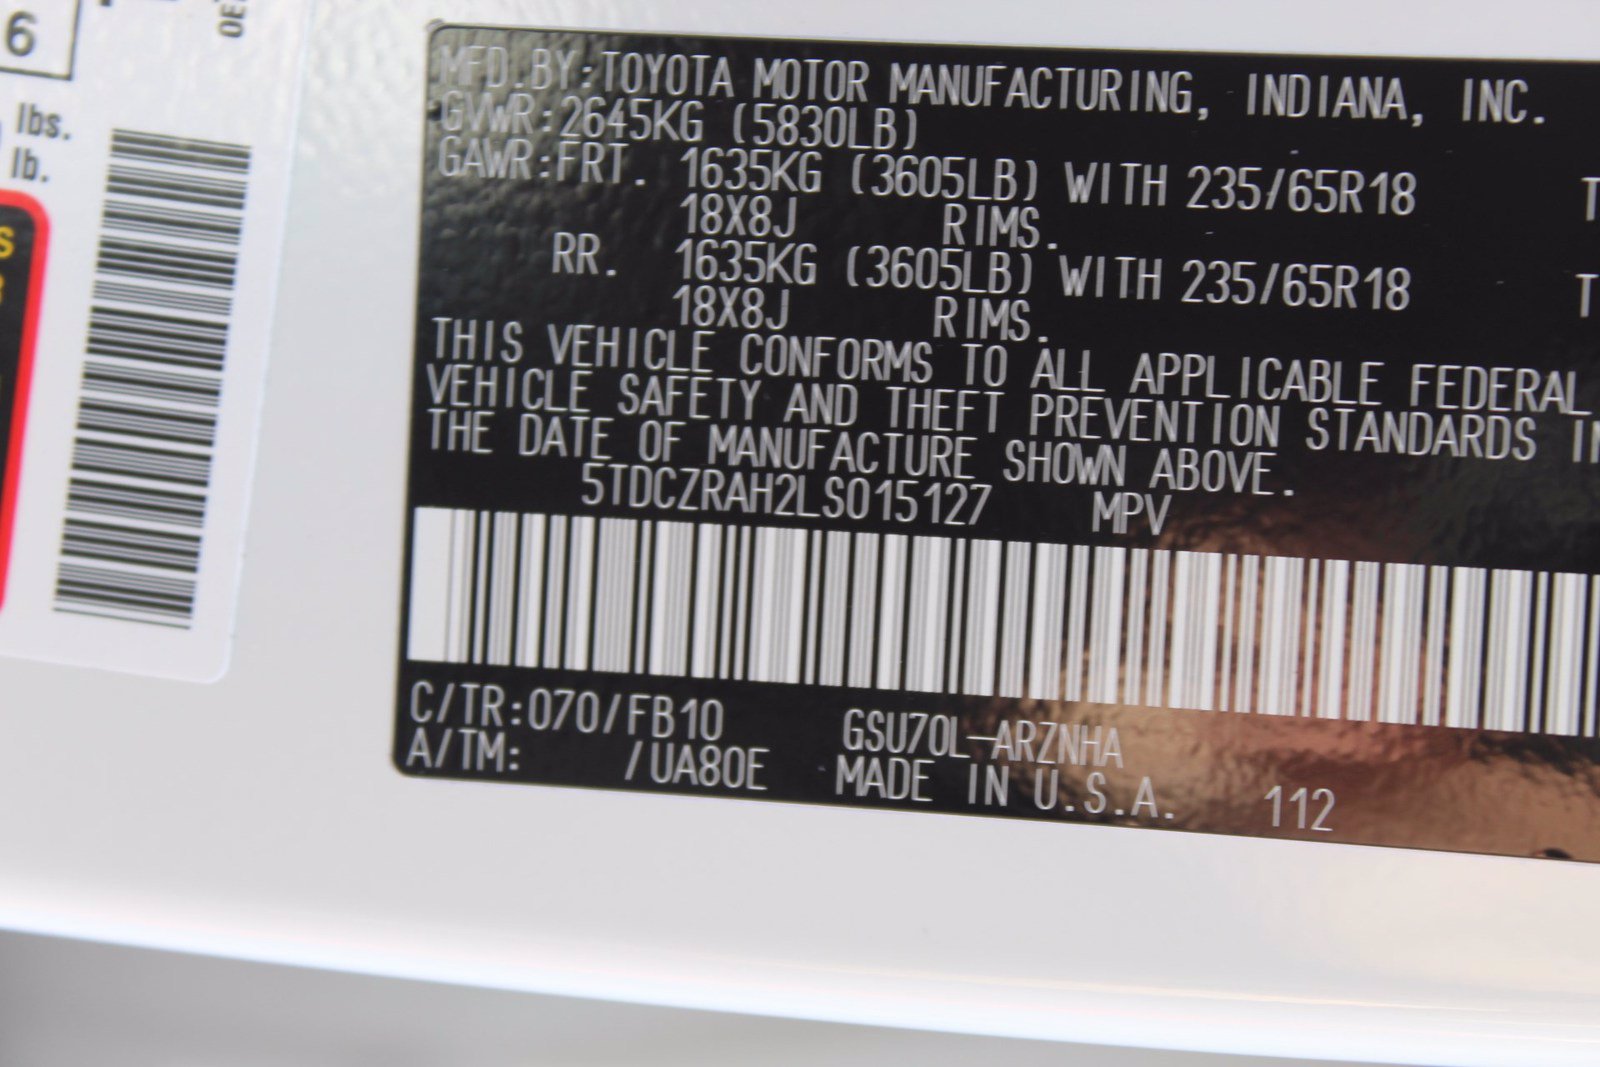 6
OE
lbs.
lb.
S
MFD.BY:TOYOTA MOTOR MANUFACTURING, INDIANA, INC.
GVWR:2645KG (5830LB)
GAWR:FRT. 1635KG (3605LB) WITH 235/65R18 T
18X8J RIMS.
RR. 1635KG (3605LB) WITH 235/65R18 T
18X8J RIMS.
THIS VEHICLE CONFORMS TO ALL APPLICABLE FEDERAL
VEHICLE SAFETY AND THEFT PREVENTION STANDARDS IN
THE DATE OF MANUFACTURE SHOWN ABOVE.
5TDCZRAH2LS015127 MPV
C/TR:070/FB10 GSU70L-ARZNHA
A/TM: /UA80E MADE IN U.S.A. 112